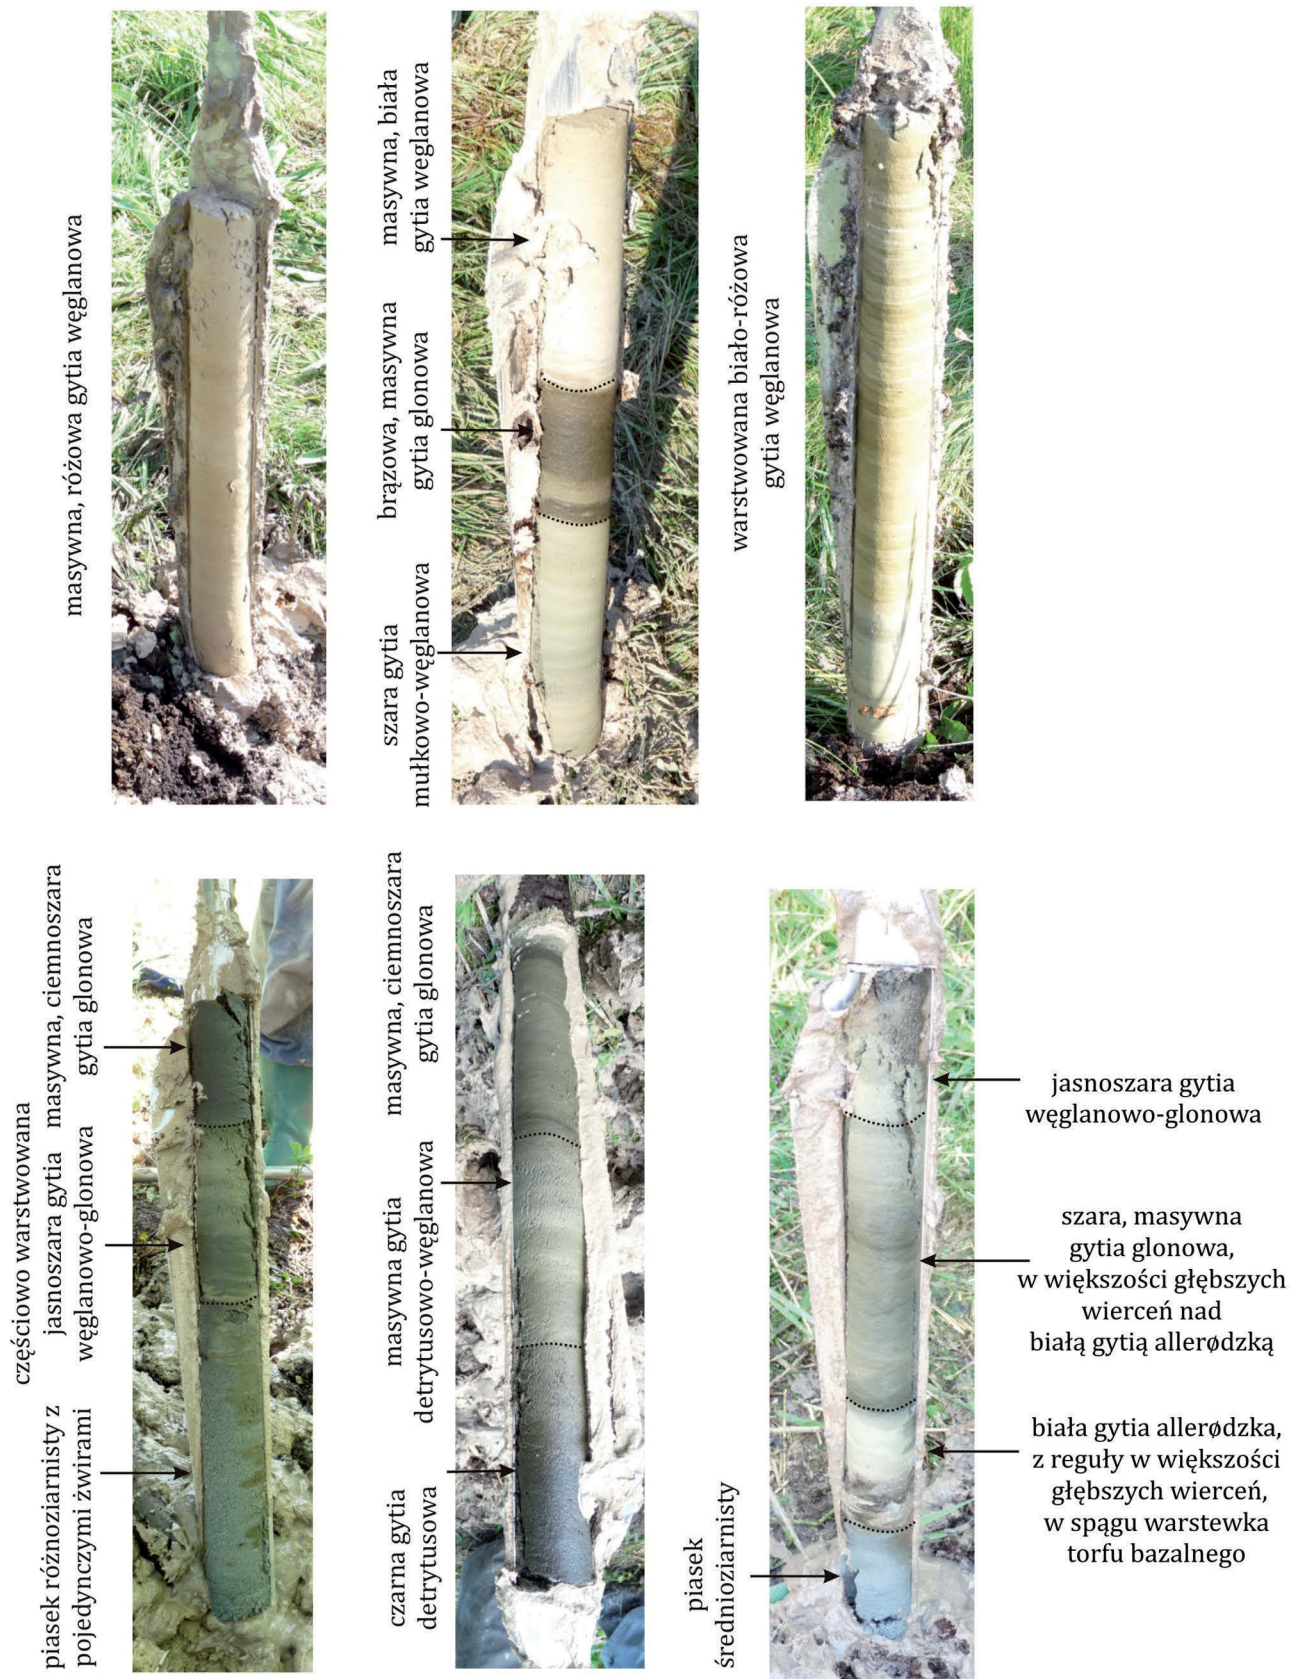 masywna, różowa gytia węglanowa
masywna, biała
gytia weglanowa
brązowa, masywna
gytia glonowa
szara gytia
mułkowo-węglanowa
warstwowana biało-różowa
gytia węglanowa
masywna, ciemnoszara
gytia glonowa
częściowo warstwowana
jasnoszara gytia
węglanowo-glonowa
piasek różnoziarnisty z
pojedynczymi żwirami
masywna, ciemnoszara
gytia glonowa
masywna gytia
detrytusowo-węglanowa
czarna gytia
detrytusowa
jasnoszara gytia
węglanowo-glonowa
szara, masywna
gytia glonowa,
w większości głębszych
wierceń nad
białą gytią allerødzką
biała gytia allerødzka,
z reguły w większości
głębszych wierceń,
w spągu warstewka
torfu bazalnego
piasek
średnioziarnisty